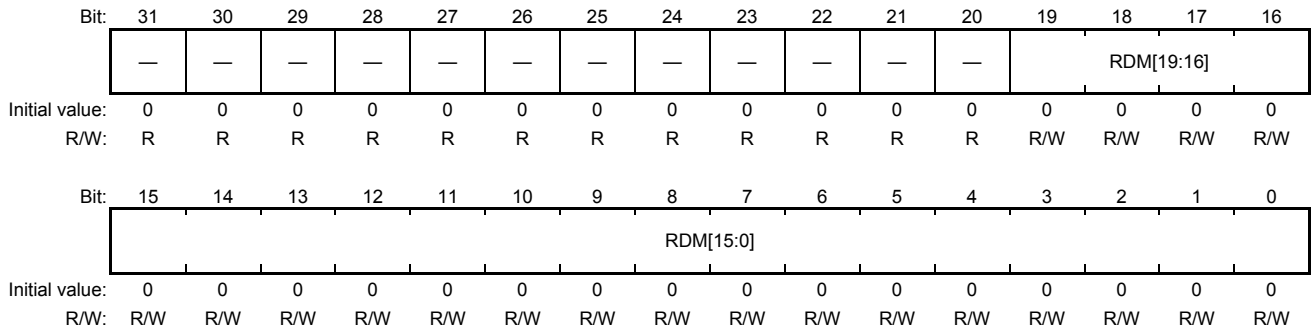 Bit: 31 30 29 28 27 26 25 24 23 22 21 20 19 18 17 16
— — — — — — — — — — — — RDM[19:16]
Initial value: 0 0 0 0 0 0 0 0 0 0 0 0 0 0 0 0
R/W: R R R R R R R R R R R R R/W R/W R/W R/W
Bit: 15 14 13 12 11 10 9 8 7 6 5 4 3 2 1 0
RDM[15:0]
Initial value: 0 0 0 0 0 0 0 0 0 0 0 0 0 0 0 0
R/W: R/W R/W R/W R/W R/W R/W R/W R/W R/W R/W R/W R/W R/W R/W R/W R/W